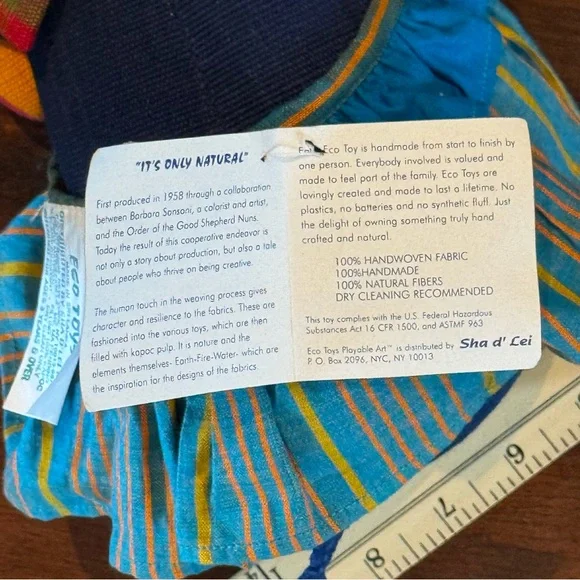 "IT'S ONLY NATURAL"
First produced in 1958 through a collaboration
between Barbara Sansoni, a colorist and artist,
and the Order of the Good Shepherd Nuns.
Today the result of this cooperative endeavor is
not only a story about production, but also a tale
about people who thrive on being creative.
The human touch in the weaving process gives
character and resilience to the fabrics. These are
fashioned into the various toys, which are then
filled with kapoc pulp. It is nature and the
elements themselves- Earth-Fire-Water- which are
the inspiration for the designs of the fabrics.
Eco Toy is handmade from start to finish by
one person. Everybody involved is valued and
made to feel part of the family. Eco Toys are
lovingly created and made to last a lifetime. No
plastics, no batteries and no synthetic fluff. Just
the delight of owning something truly hand
crafted and natural.
100% HANDWOVEN FABRIC
100%HANDMADE
100% NATURAL FIBERS
DRY CLEANING RECOMMENDED
This toy complies with the U.S. Federal Hazardous
Substances Act 16 CFR 1500, and ASTMF 963
Eco Toys Playable Art™ is distributed by Sha d' Lei
P. O. Box 2096, NYC, NY 10013
ECO TOY
& OVER
6
7
8